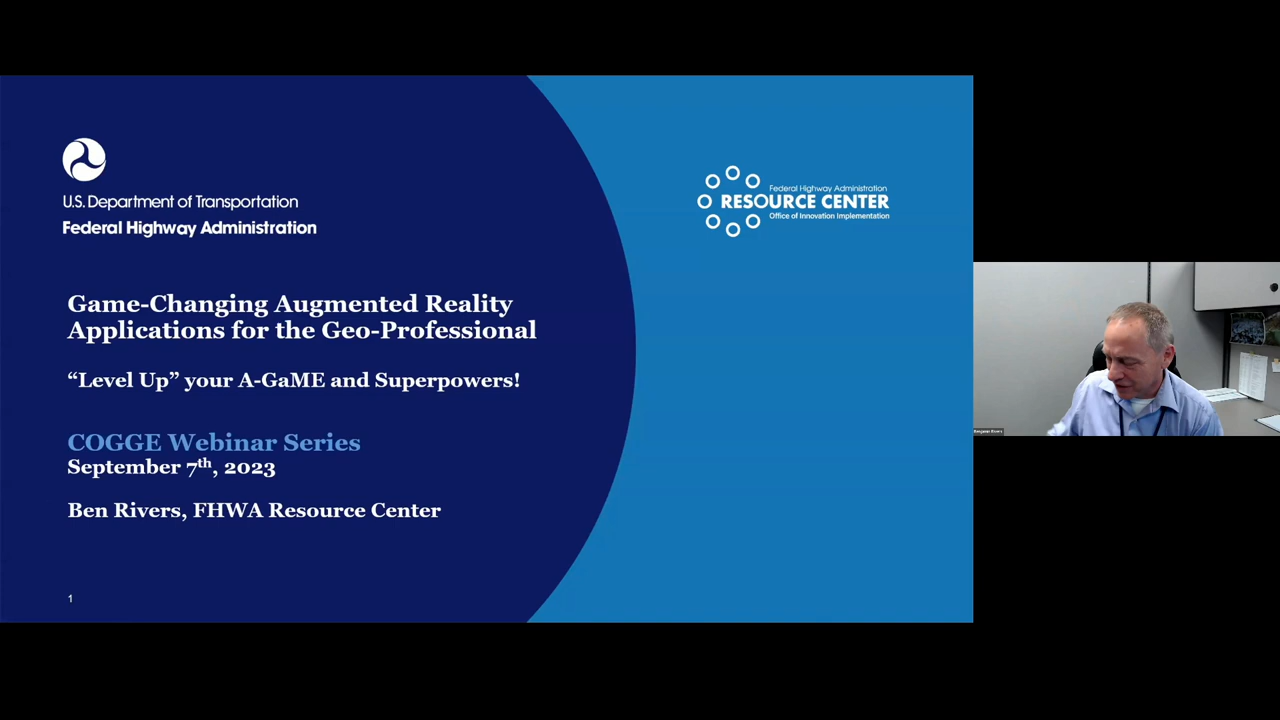 U.S. Department of Transportation
Federal Highway Administration
Federal Highway Administration
RESOURCE CENTER
Office of Innovation Implementation
Game-Changing Augmented Reality
Applications for the Geo-Professional
“Level Up” your A-GaME and Superpowers!
COGGE Webinar Series
September 7th, 2023
Ben Rivers, FHWA Resource Center
1
Benjamin Rivers